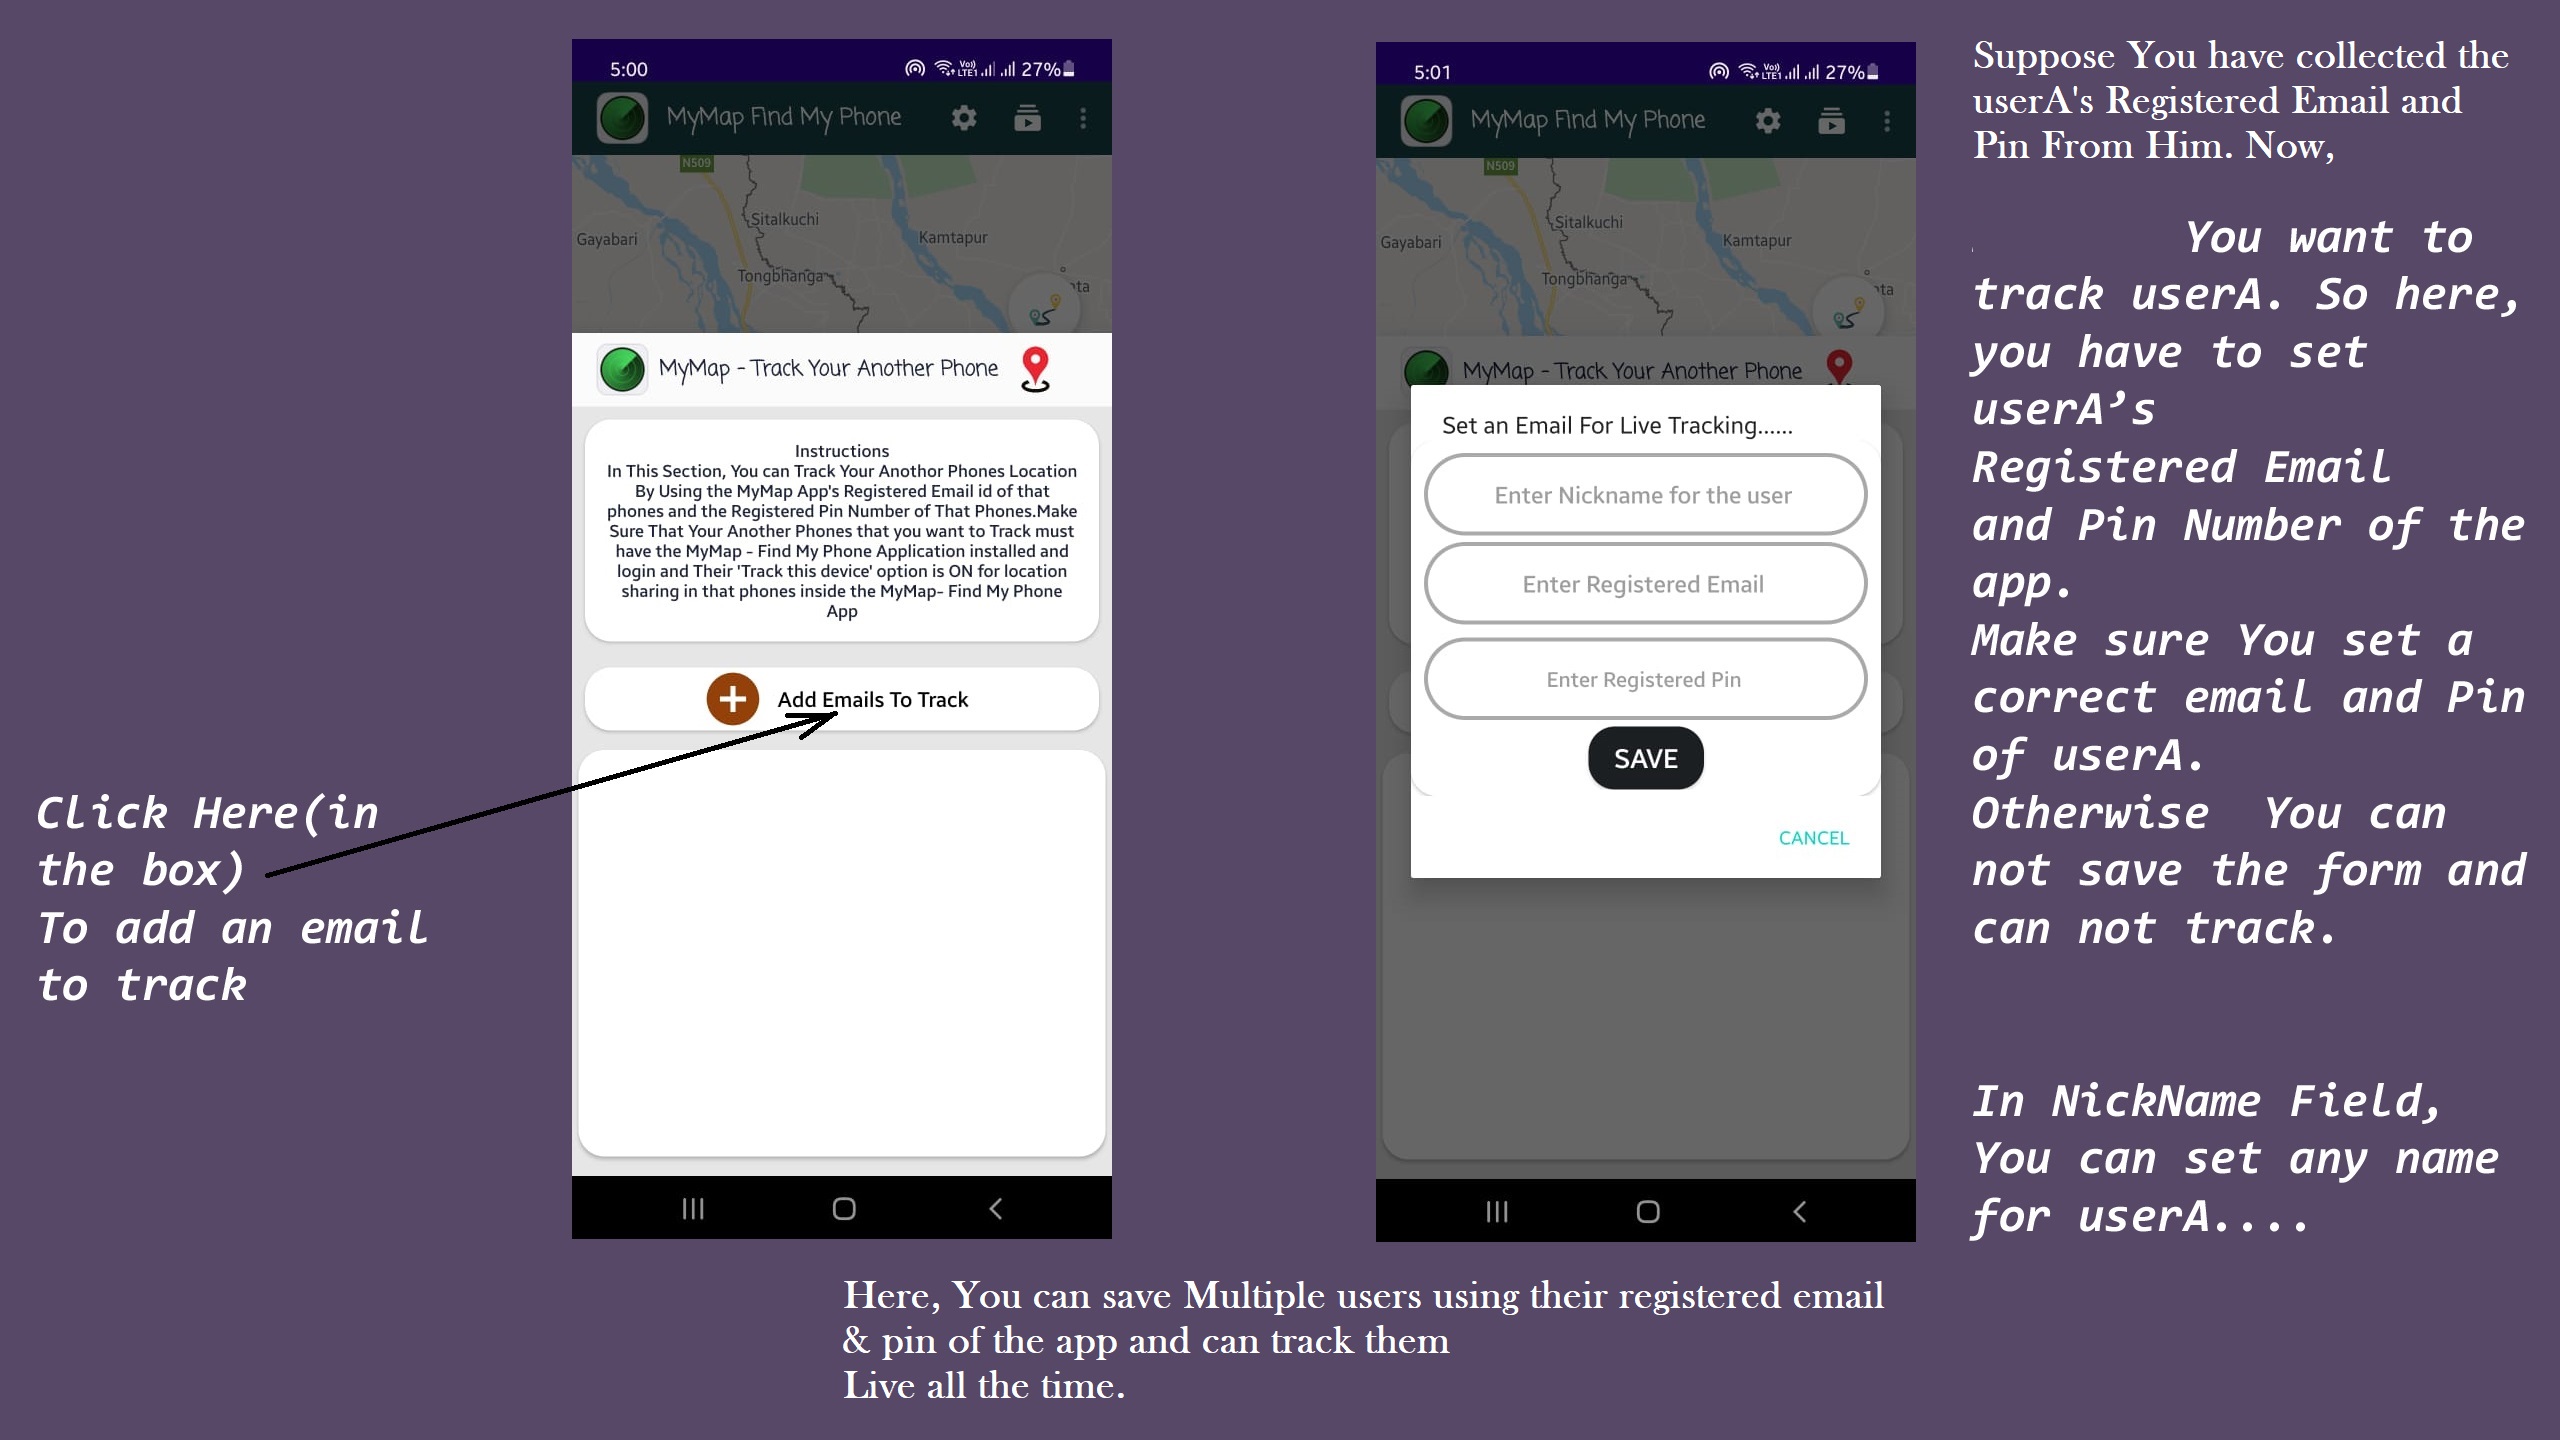 Click Here(in
the box)
To add an email
to track
5:00
Vo))
LTE1
27%
MyMap Find My Phone
N509
Sitalkuchi
Gayabari
Kamtapur
Tongbhanga
ta
MyMap - Track Your Another Phone
Instructions
In This Section, You can Track Your Anothor Phones Location
By Using the MyMap App's Registered Email id of that
phones and the Registered Pin Number of That Phones.Make
Sure That Your Another Phones that you want to Track must
have the MyMap - Find My Phone Application installed and
login and Their 'Track this device' option is ON for location
sharing in that phones inside the MyMap- Find My Phone
App
Add Emails To Track
5:01
Vo))
LTE1
27%
MyMap Find My Phone
N509
Sitalkuchi
Gayabari
Kamtapur
Tongbhanga
ta
MyMap - Track Your Another Phone
Set an Email For Live Tracking......
Enter Nickname for the user
Enter Registered Email
Enter Registered Pin
SAVE
CANCEL
Suppose You have collected the
userA's Registered Email and
Pin From Him. Now,
. You want to
track userA. So here,
you have to set
userA’s
Registered Email
and Pin Number of the
app.
Make sure You set a
correct email and Pin
of userA.
Otherwise You can
not save the form and
can not track.
In NickName Field,
You can set any name
for userA....
Here, You can save Multiple users using their registered email
& pin of the app and can track them
Live all the time.